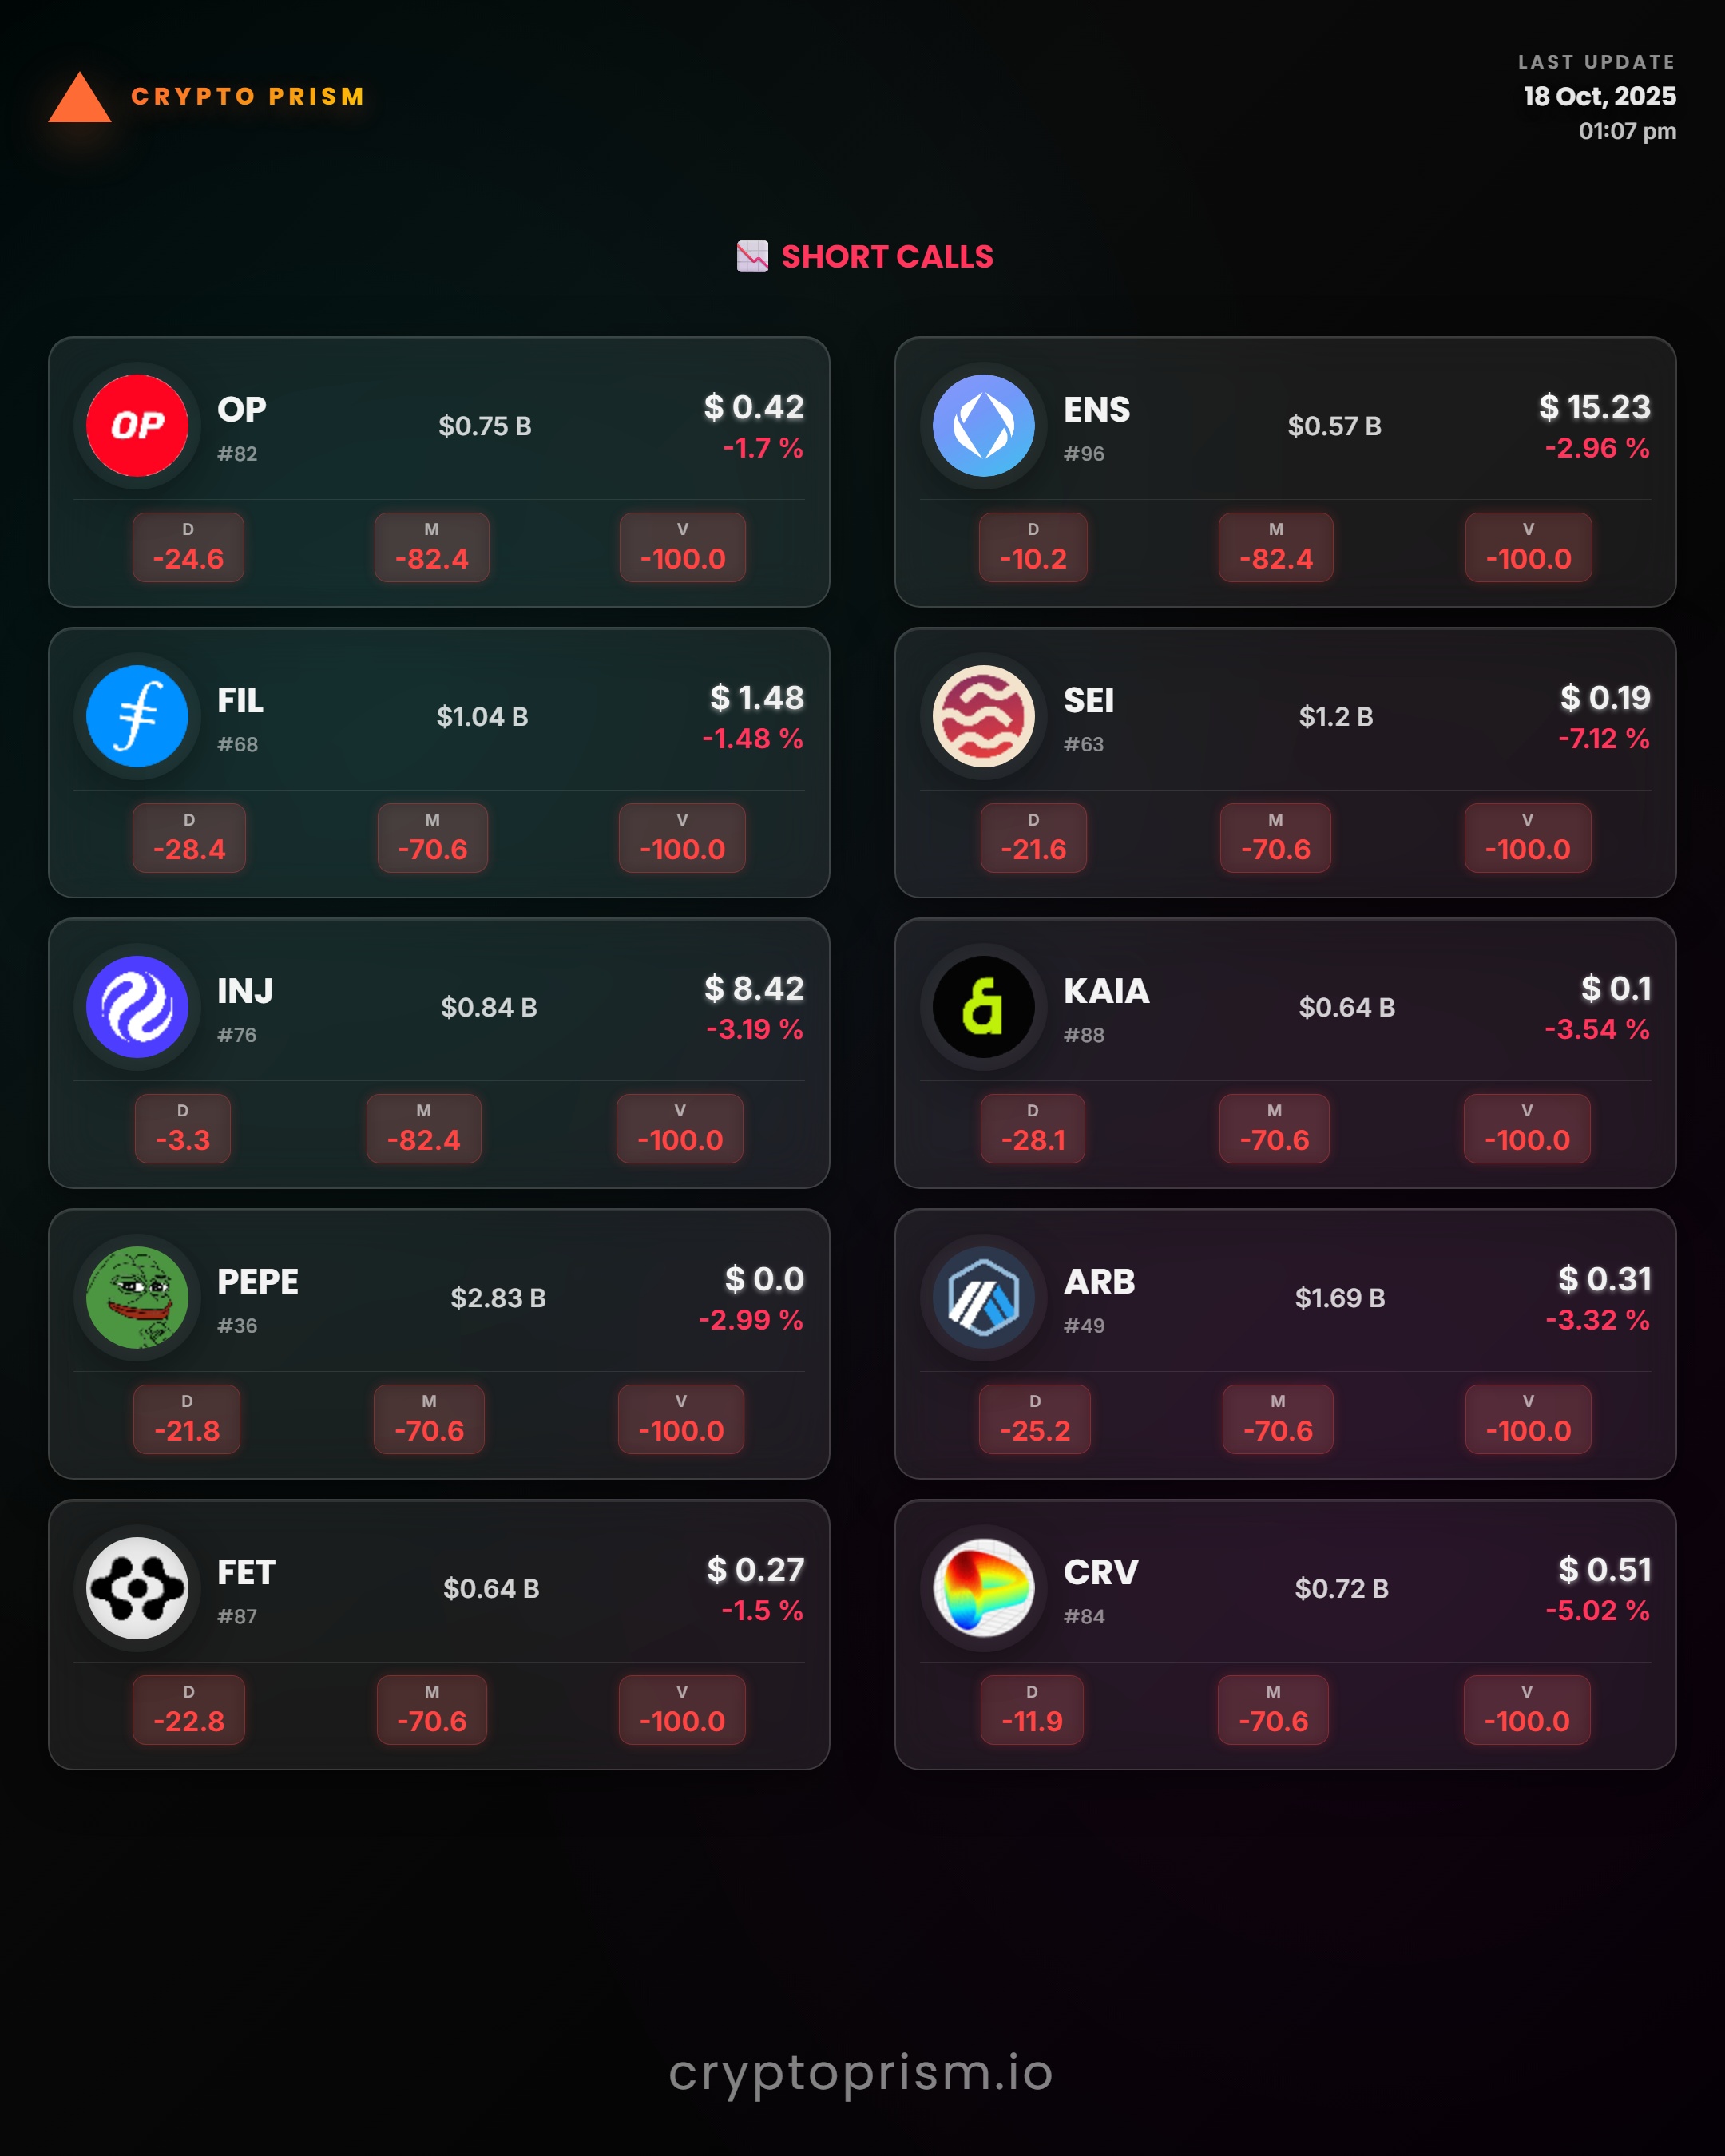 CRYPTO PRISM
LAST UPDATE
18 Oct, 2025
01:07 pm
SHORT CALLS
OP
OP
#82
$0.75 B
$ 0.42
-1.7 %
D
-24.6
M
-82.4
V
-100.0
ENS
#96
$0.57 B
$ 15.23
-2.96 %
D
-10.2
M
-82.4
V
-100.0
FIL
#68
$1.04 B
$ 1.48
-1.48 %
D
-28.4
M
-70.6
V
-100.0
SEI
#63
$1.2 B
$ 0.19
-7.12 %
D
-21.6
M
-70.6
V
-100.0
INJ
#76
$0.84 B
$ 8.42
-3.19 %
D
-3.3
M
-82.4
V
-100.0
KAIA
#88
$0.64 B
$ 0.1
-3.54 %
D
-28.1
M
-70.6
V
-100.0
PEPE
#36
$2.83 B
$ 0.0
-2.99 %
D
-21.8
M
-70.6
V
-100.0
ARB
#49
$1.69 B
$ 0.31
-3.32 %
D
-25.2
M
-70.6
V
-100.0
FET
#87
$0.64 B
$ 0.27
-1.5 %
D
-22.8
M
-70.6
V
-100.0
CRV
#84
$0.72 B
$ 0.51
-5.02 %
D
-11.9
M
-70.6
V
-100.0
cryptoprism.io